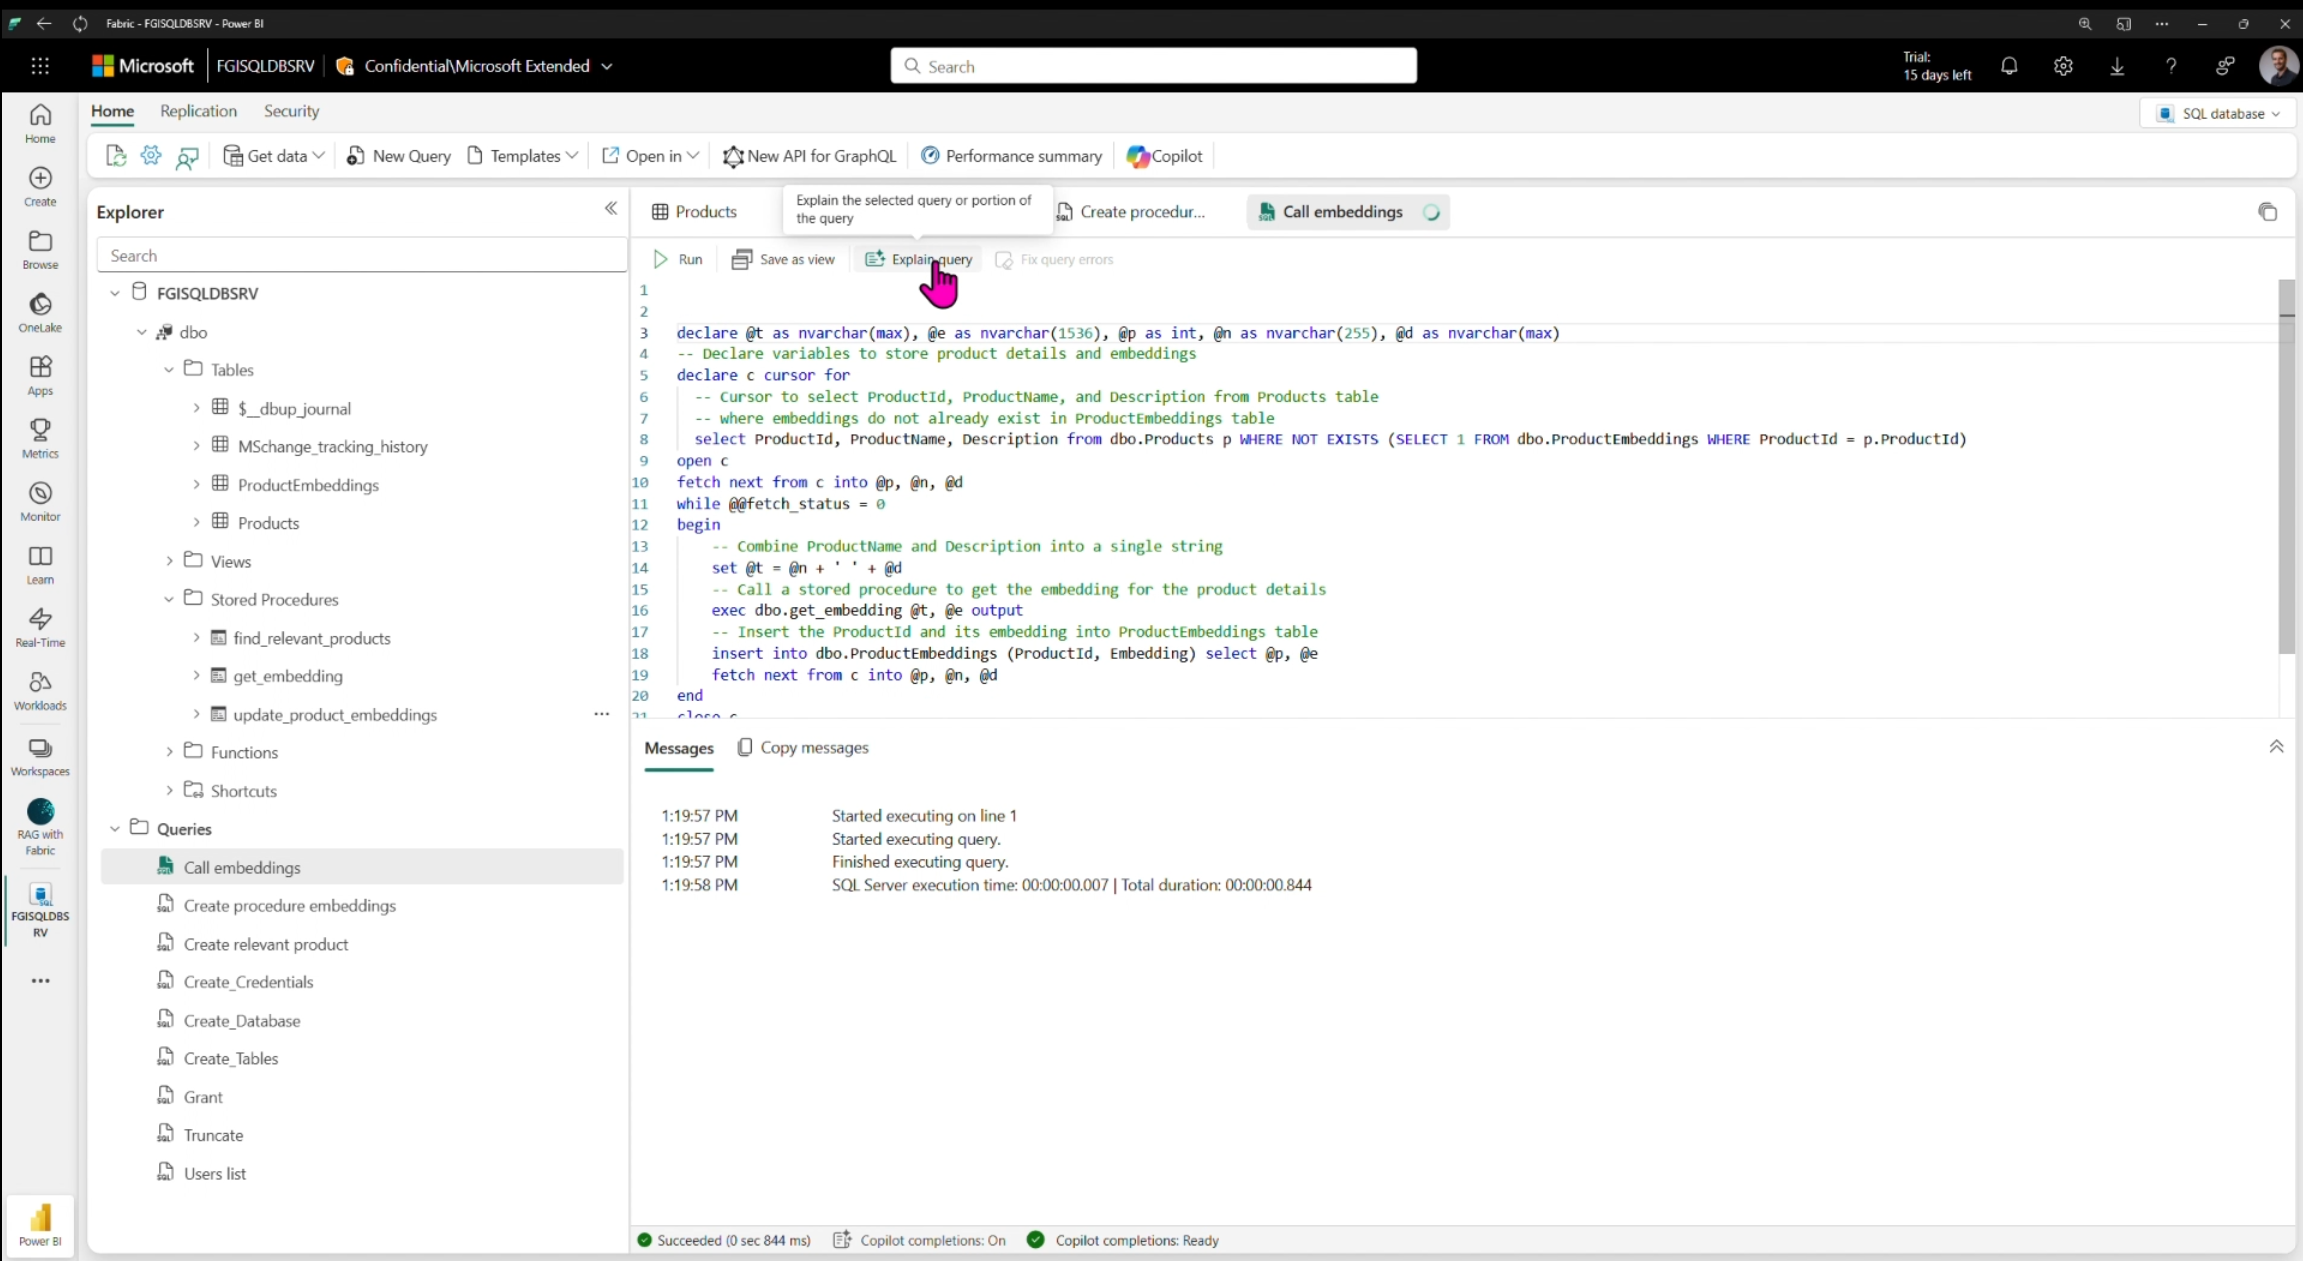 Fabric - FGISQLDBSRV - Power BI
Microsoft FGISQLDBSRV Confidential\Microsoft Extended
Search
Trial:
15 days left
Home
Create
Browse
OneLake
Apps
Metrics
Monitor
Learn
Real-Time
Workloads
Workspaces
RAG with
Fabric
FGISQLDBS
RV
Power BI
Home Replication Security
SQL database
Get data New Query Templates Open in New API for GraphQL Performance summary Copilot
Explorer
Search
FGISQLDBSRV
dbo
Tables
$__dbup_journal
MSchange_tracking_history
ProductEmbeddings
Products
Views
Stored Procedures
find_relevant_products
get_embedding
update_product_embeddings
Functions
Shortcuts
Queries
Call embeddings
Create procedure embeddings
Create relevant product
Create_Credentials
Create_Database
Create_Tables
Grant
Truncate
Users list
Products
Explain the selected query or portion of
the query
Create procedur...
Call embeddings
Run Save as view Explain query Fix query errors
1
2
3 declare @t as nvarchar(max), @e as nvarchar(1536), @p as int, @n as nvarchar(255), @d as nvarchar(max)
4 -- Declare variables to store product details and embeddings
5 declare c cursor for
6 -- Cursor to select ProductId, ProductName, and Description from Products table
7 -- where embeddings do not already exist in ProductEmbeddings table
8 select ProductId, ProductName, Description from dbo.Products p WHERE NOT EXISTS (SELECT 1 FROM dbo.ProductEmbeddings WHERE ProductId = p.ProductId)
9 open c
10 fetch next from c into @p, @n, @d
11 while @@fetch_status = 0
12 begin
13 -- Combine ProductName and Description into a single string
14 set @t = @n + ' ' + @d
15 -- Call a stored procedure to get the embedding for the product details
16 exec dbo.get_embedding @t, @e output
17 -- Insert the ProductId and its embedding into ProductEmbeddings table
18 insert into dbo.ProductEmbeddings (ProductId, Embedding) select @p, @e
19 fetch next from c into @p, @n, @d
20 end
21 close c
Messages Copy messages
1:19:57 PM Started executing on line 1
1:19:57 PM Started executing query.
1:19:57 PM Finished executing query.
1:19:58 PM SQL Server execution time: 00:00:00.007 | Total duration: 00:00:00.844
Succeeded (0 sec 844 ms) Copilot completions: On Copilot completions: Ready